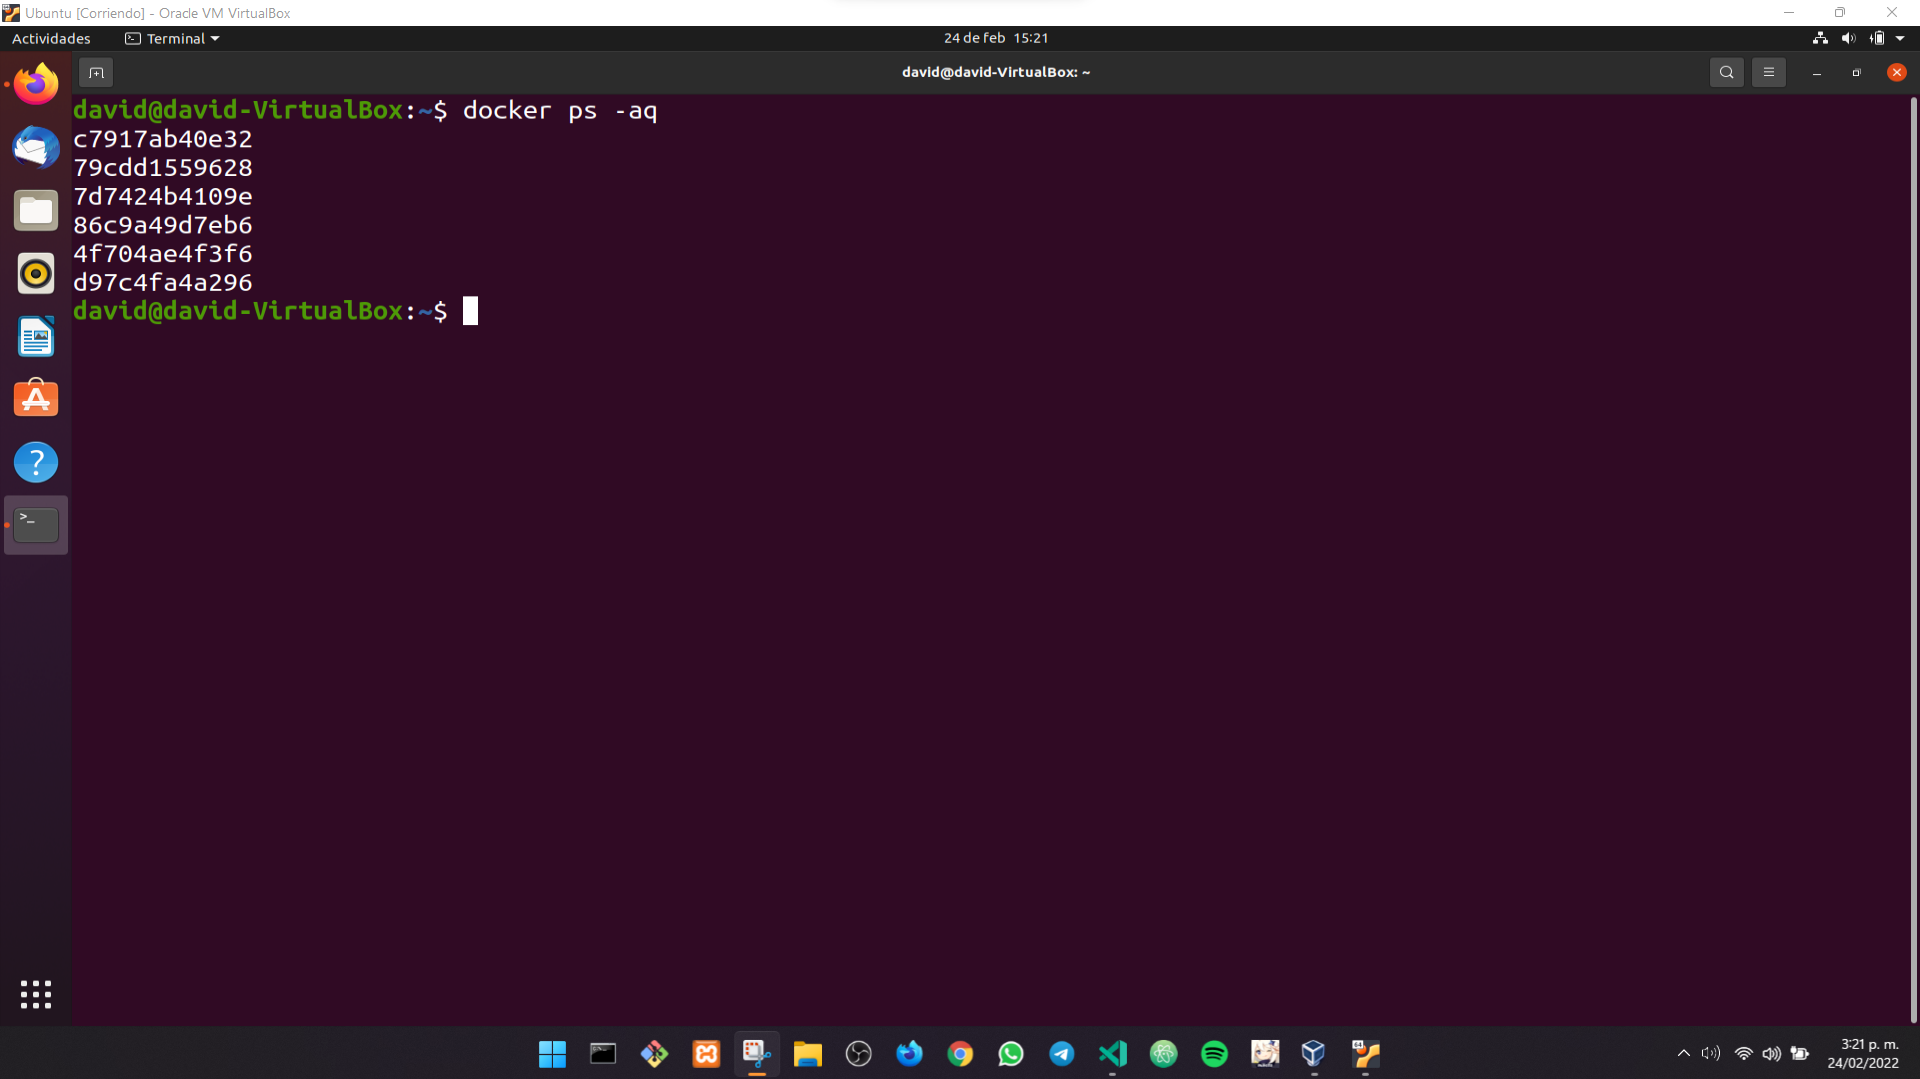 Ubuntu [Corriendo] - Oracle VM VirtualBox
Actividades
Terminal
24 de feb 15:21
david@david-VirtualBox: ~
david@david-VirtualBox:~$ docker ps -aq
c7917ab40e32
79cdd1559628
7d7424b4109e
86c9a49d7eb6
4f704ae4f3f6
d97c4fa4a296
david@david-VirtualBox:~$
3:21 p. m.
24/02/2022